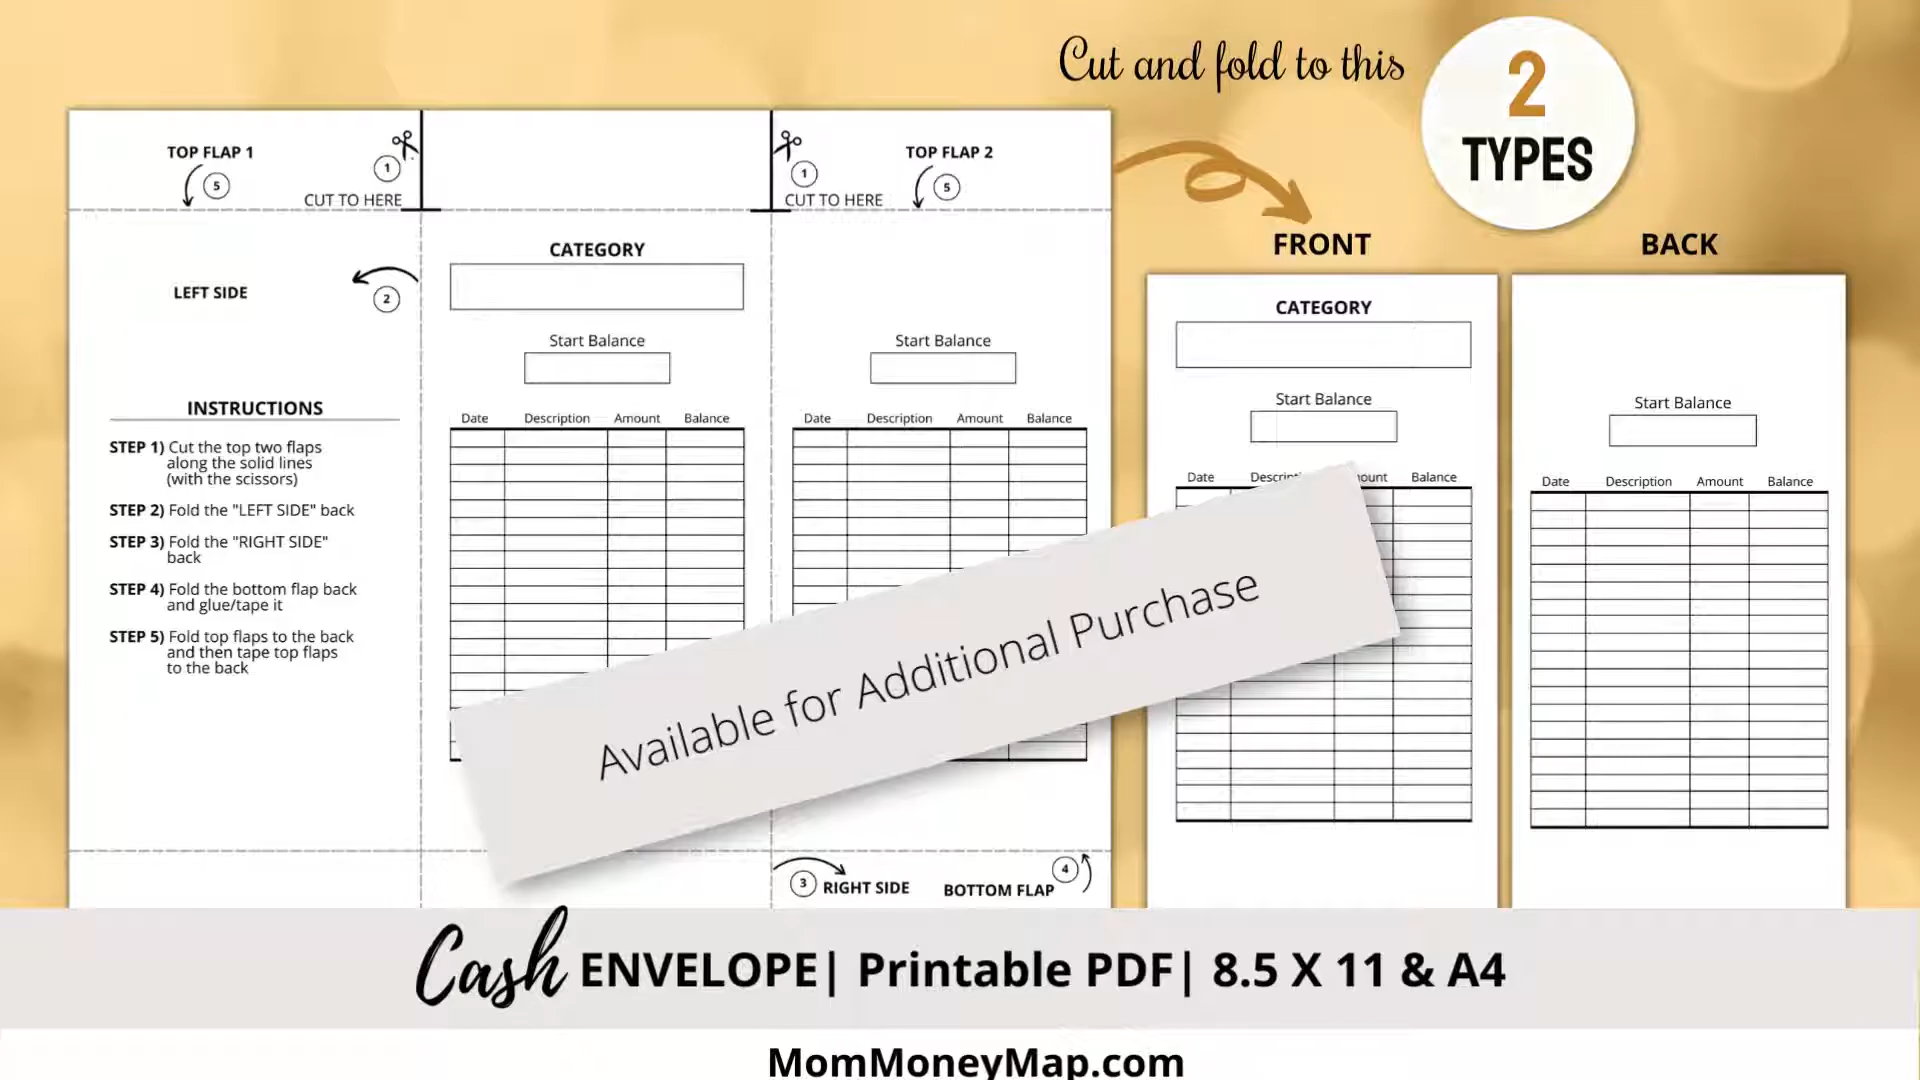 Cut and fold to this
2
TYPES
TOP FLAP 1
5
1
CUT TO HERE
1
CUT TO HERE
TOP FLAP 2
5
LEFT SIDE
2
INSTRUCTIONS
STEP 1) Cut the top two flaps
along the solid lines
(with the scissors)
STEP 2) Fold the "LEFT SIDE" back
STEP 3) Fold the "RIGHT SIDE"
back
STEP 4) Fold the bottom flap back
and glue/tape it
STEP 5) Fold top flaps to the back
and then tape top flaps
to the back
CATEGORY
Start Balance
Date Description Amount Balance
Start Balance
Date Description Amount Balance
3 RIGHT SIDE
BOTTOM FLAP 4
FRONT
CATEGORY
Start Balance
Date Balance
BACK
Start Balance
Date Description Amount Balance
Available for Additional Purchase
Cash ENVELOPE| Printable PDF| 8.5 X 11 & A4
MomMoneyMap.com